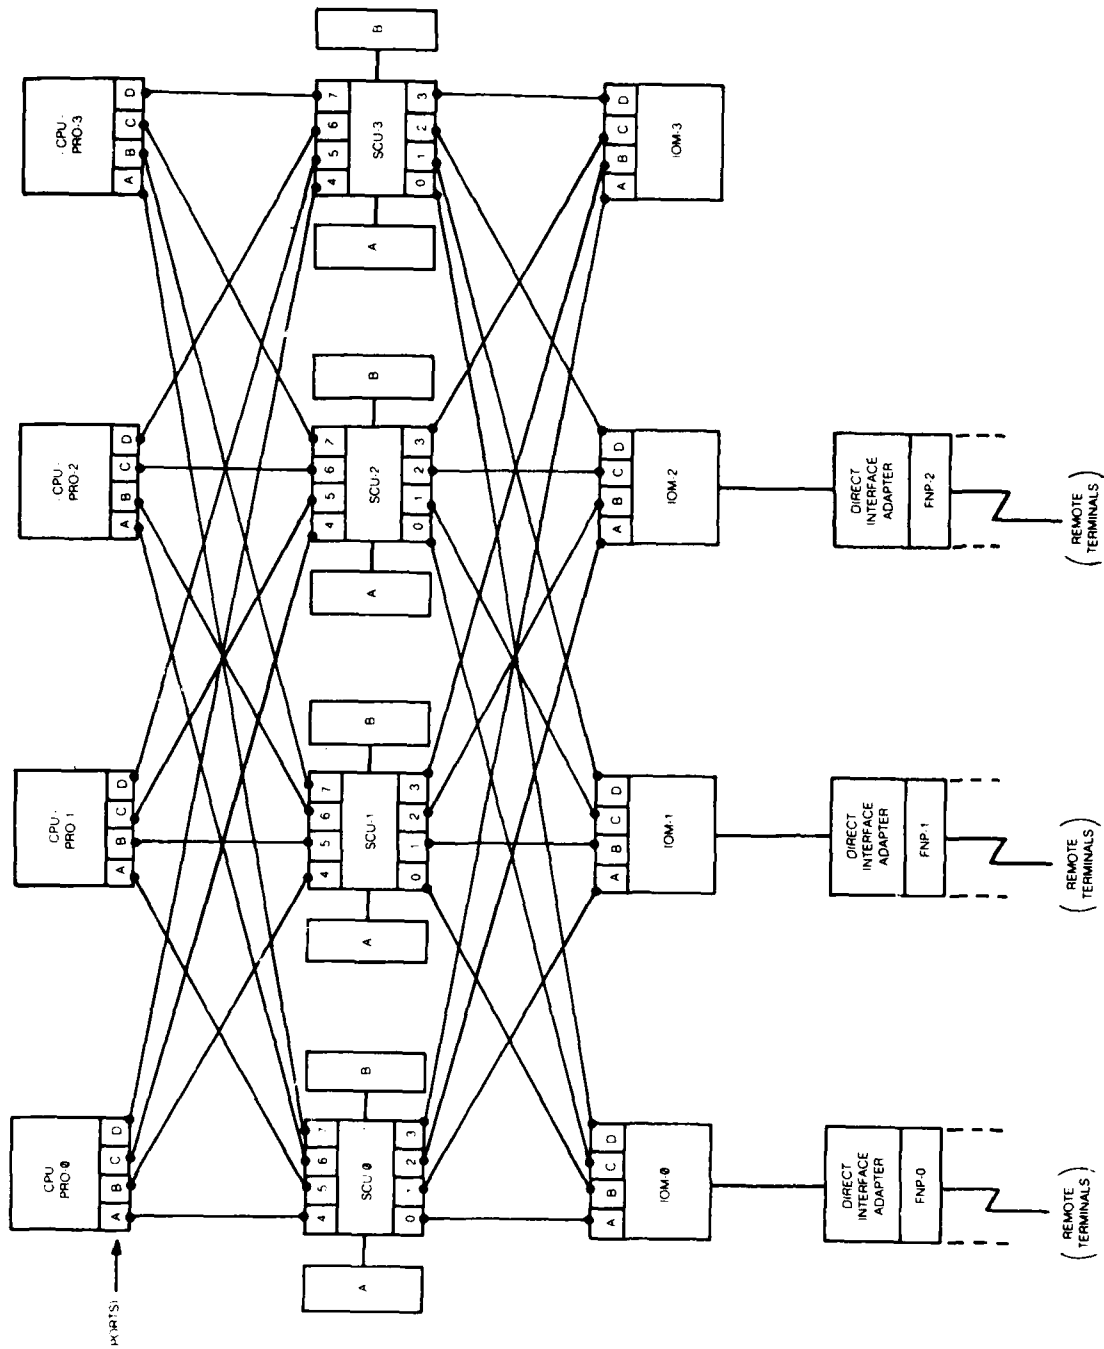 CPU
PRO-0
CPU-
PRO-1
CPU-
PRO-2
CPU-
PRO-3
PORTS)
A B C D
A B C D
A B C D
A B C D
4 5 6 7
4 5 6 7
4 5 6 7
4 5 6 7
A
SCU-0
B
A
SCU-1
B
A
SCU-2
B
A
SCU-3
B
0 1 2 3
0 1 2 3
0 1 2 3
0 1 2 3
A B C D
A B C D
A B C D
A B C D
IOM-0
IOM-1
IOM-2
IOM-3
DIRECT
INTERFACE
ADAPTER
DIRECT
INTERFACE
ADAPTER
DIRECT
INTERFACE
ADAPTER
FNP-0
FNP-1
FNP-2
(REMOTE
TERMINALS)
(REMOTE
TERMINALS)
(REMOTE
TERMINALS)